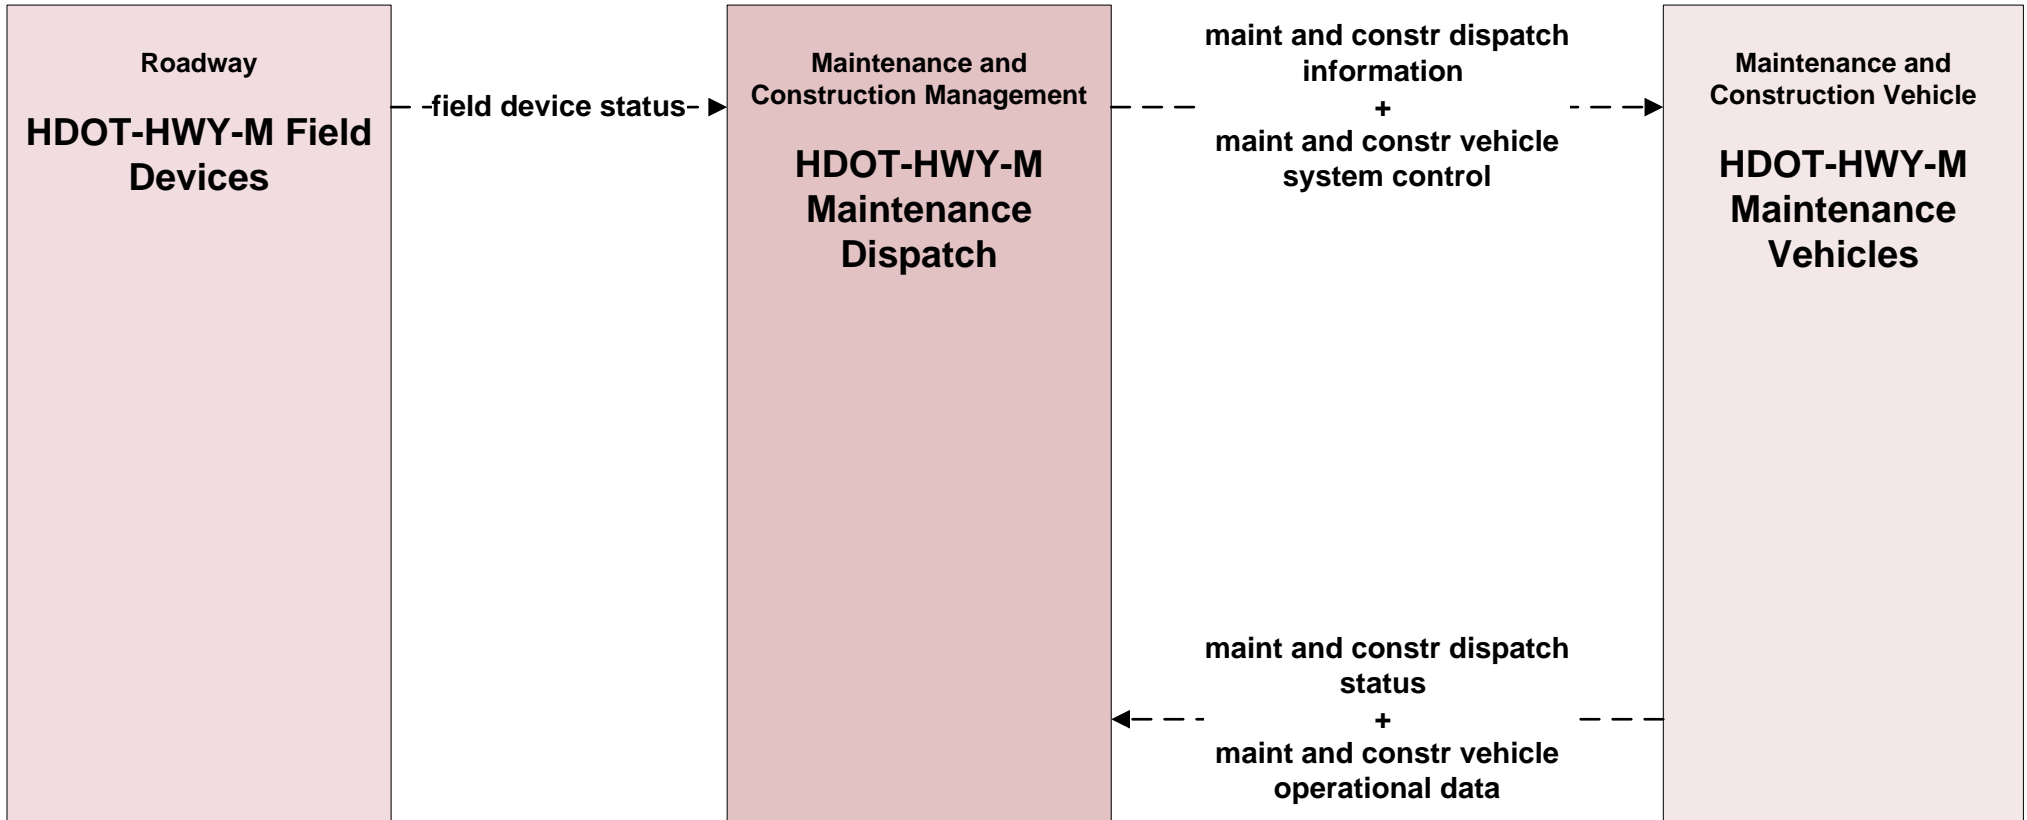 Roadway
HDOT-HWY-M Field
Devices
field device status
Maintenance and
Construction Management
HDOT-HWY-M
Maintenance
Dispatch
maint and constr dispatch
information
+
maint and constr vehicle
system control
Maintenance and
Construction Vehicle
HDOT-HWY-M
Maintenance
Vehicles
maint and constr dispatch
status
+
maint and constr vehicle
operational data